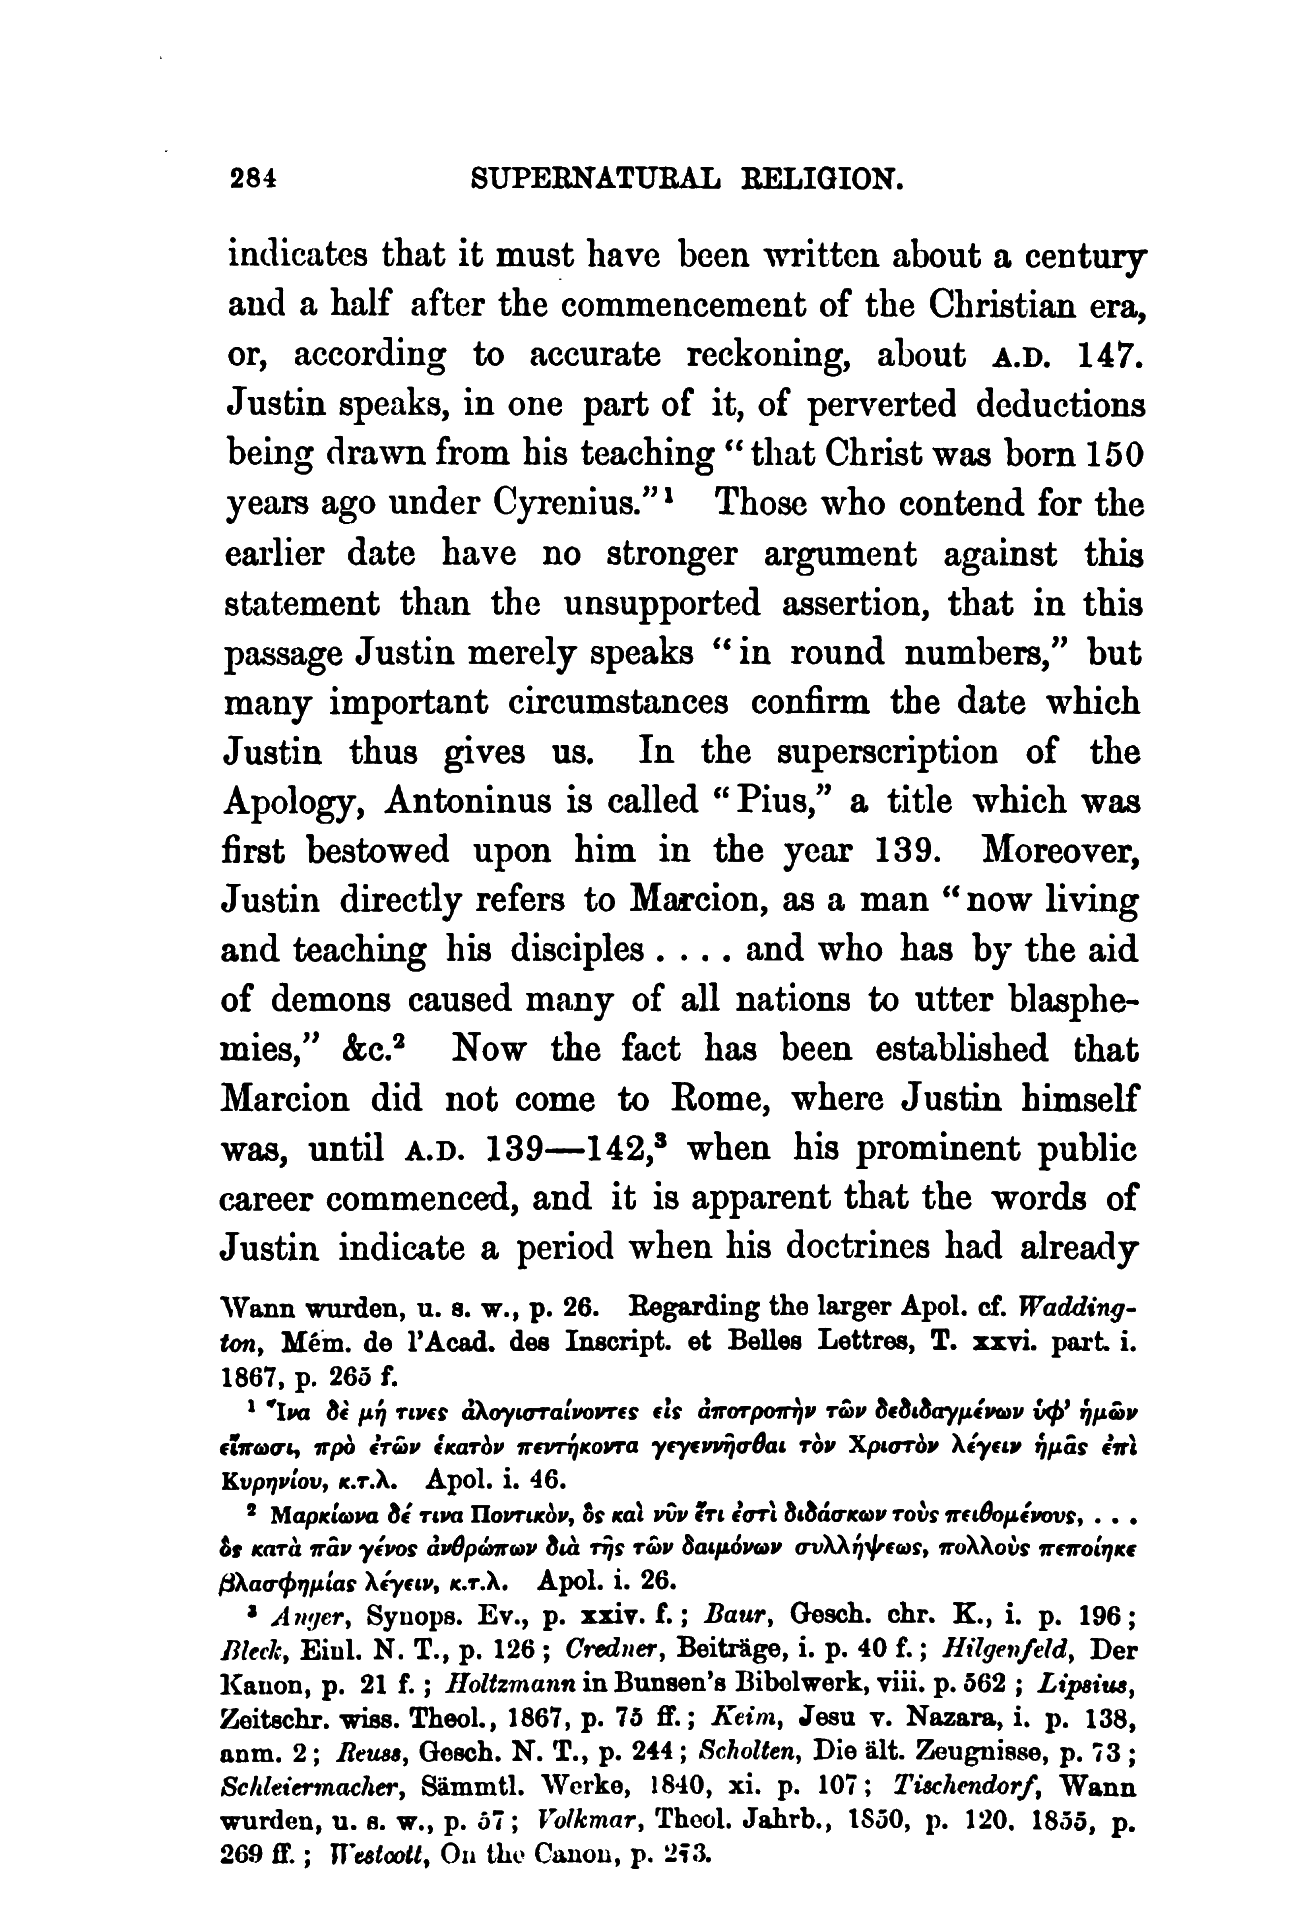 284 SUPERNATURAL RELIGION.
indicates that it must have been written about a century
and a half after the commencement of the Christian era,
or, according to accurate reckoning, about A.D. 147.
Justin speaks, in one part of it, of perverted deductions
being drawn from his teaching “that Christ was born 150
years ago under Cyrenius.”¹ Those who contend for the
earlier date have no stronger argument against this
statement than the unsupported assertion, that in this
passage Justin merely speaks “in round numbers,” but
many important circumstances confirm the date which
Justin thus gives us. In the superscription of the
Apology, Antoninus is called “Pius,” a title which was
first bestowed upon him in the year 139. Moreover,
Justin directly refers to Marcion, as a man “now living
and teaching his disciples . . . . and who has by the aid
of demons caused many of all nations to utter blasphe-
mies,” &c.² Now the fact has been established that
Marcion did not come to Rome, where Justin himself
was, until A.D. 139—142,³ when his prominent public
career commenced, and it is apparent that the words of
Justin indicate a period when his doctrines had already
Wann wurden, u. s. w., p. 26. Regarding the larger Apol. cf. Wadding-
ton, Mém. de l’Acad. des Inscript. et Belles Lettres, T. xxvi. part. i.
1867, p. 265 f.
¹ Ἵνα δὲ μή τινες ἀλογισταίνοντες εἰς ἀποτροπὴν τῶν δεδιδαγμένων ὑφ’ ἡμῶν
εἴπωσι, πρὸ ἐτῶν ἑκατὸν πεντήκοντα γεγεννῆσθαι τὸν Χριστὸν λέγειν ἡμᾶς ἐπὶ
Κυρηνίου, κ.τ.λ. Apol. i. 46.
² Μαρκίωνα δέ τινα Ποντικὸν, ὃς καὶ νῦν ἔτι ἐστὶ διδάσκων τοὺς πειθομένους, . . .
ὃς κατὰ πᾶν γένος ἀνθρώπων διὰ τῆς τῶν δαιμόνων συλλήψεως, πολλοὺς πεποίηκε
βλασφημίας λέγειν, κ.τ.λ. Apol. i. 26.
³ Anger, Synops. Ev., p. xxiv. f.; Baur, Gesch. chr. K., i. p. 196;
Bleek, Einl. N. T., p. 126; Credner, Beiträge, i. p. 40 f.; Hilgenfeld, Der
Kanon, p. 21 f.; Holtzmann in Bunsen’s Bibelwerk, viii. p. 562; Lipsius,
Zeitschr. wiss. Theol., 1867, p. 75 ff.; Keim, Jesu v. Nazara, i. p. 138,
anm. 2; Reuss, Gesch. N. T., p. 244; Scholten, Die ält. Zeugnisse, p. 73;
Schleiermacher, Sämmtl. Werke, 1840, xi. p. 107; Tischendorf, Wann
wurden, u. s. w., p. 57; Volkmar, Theol. Jahrb., 1850, p. 120. 1855, p.
269 ff.; Westcott, On the Canon, p. 273.